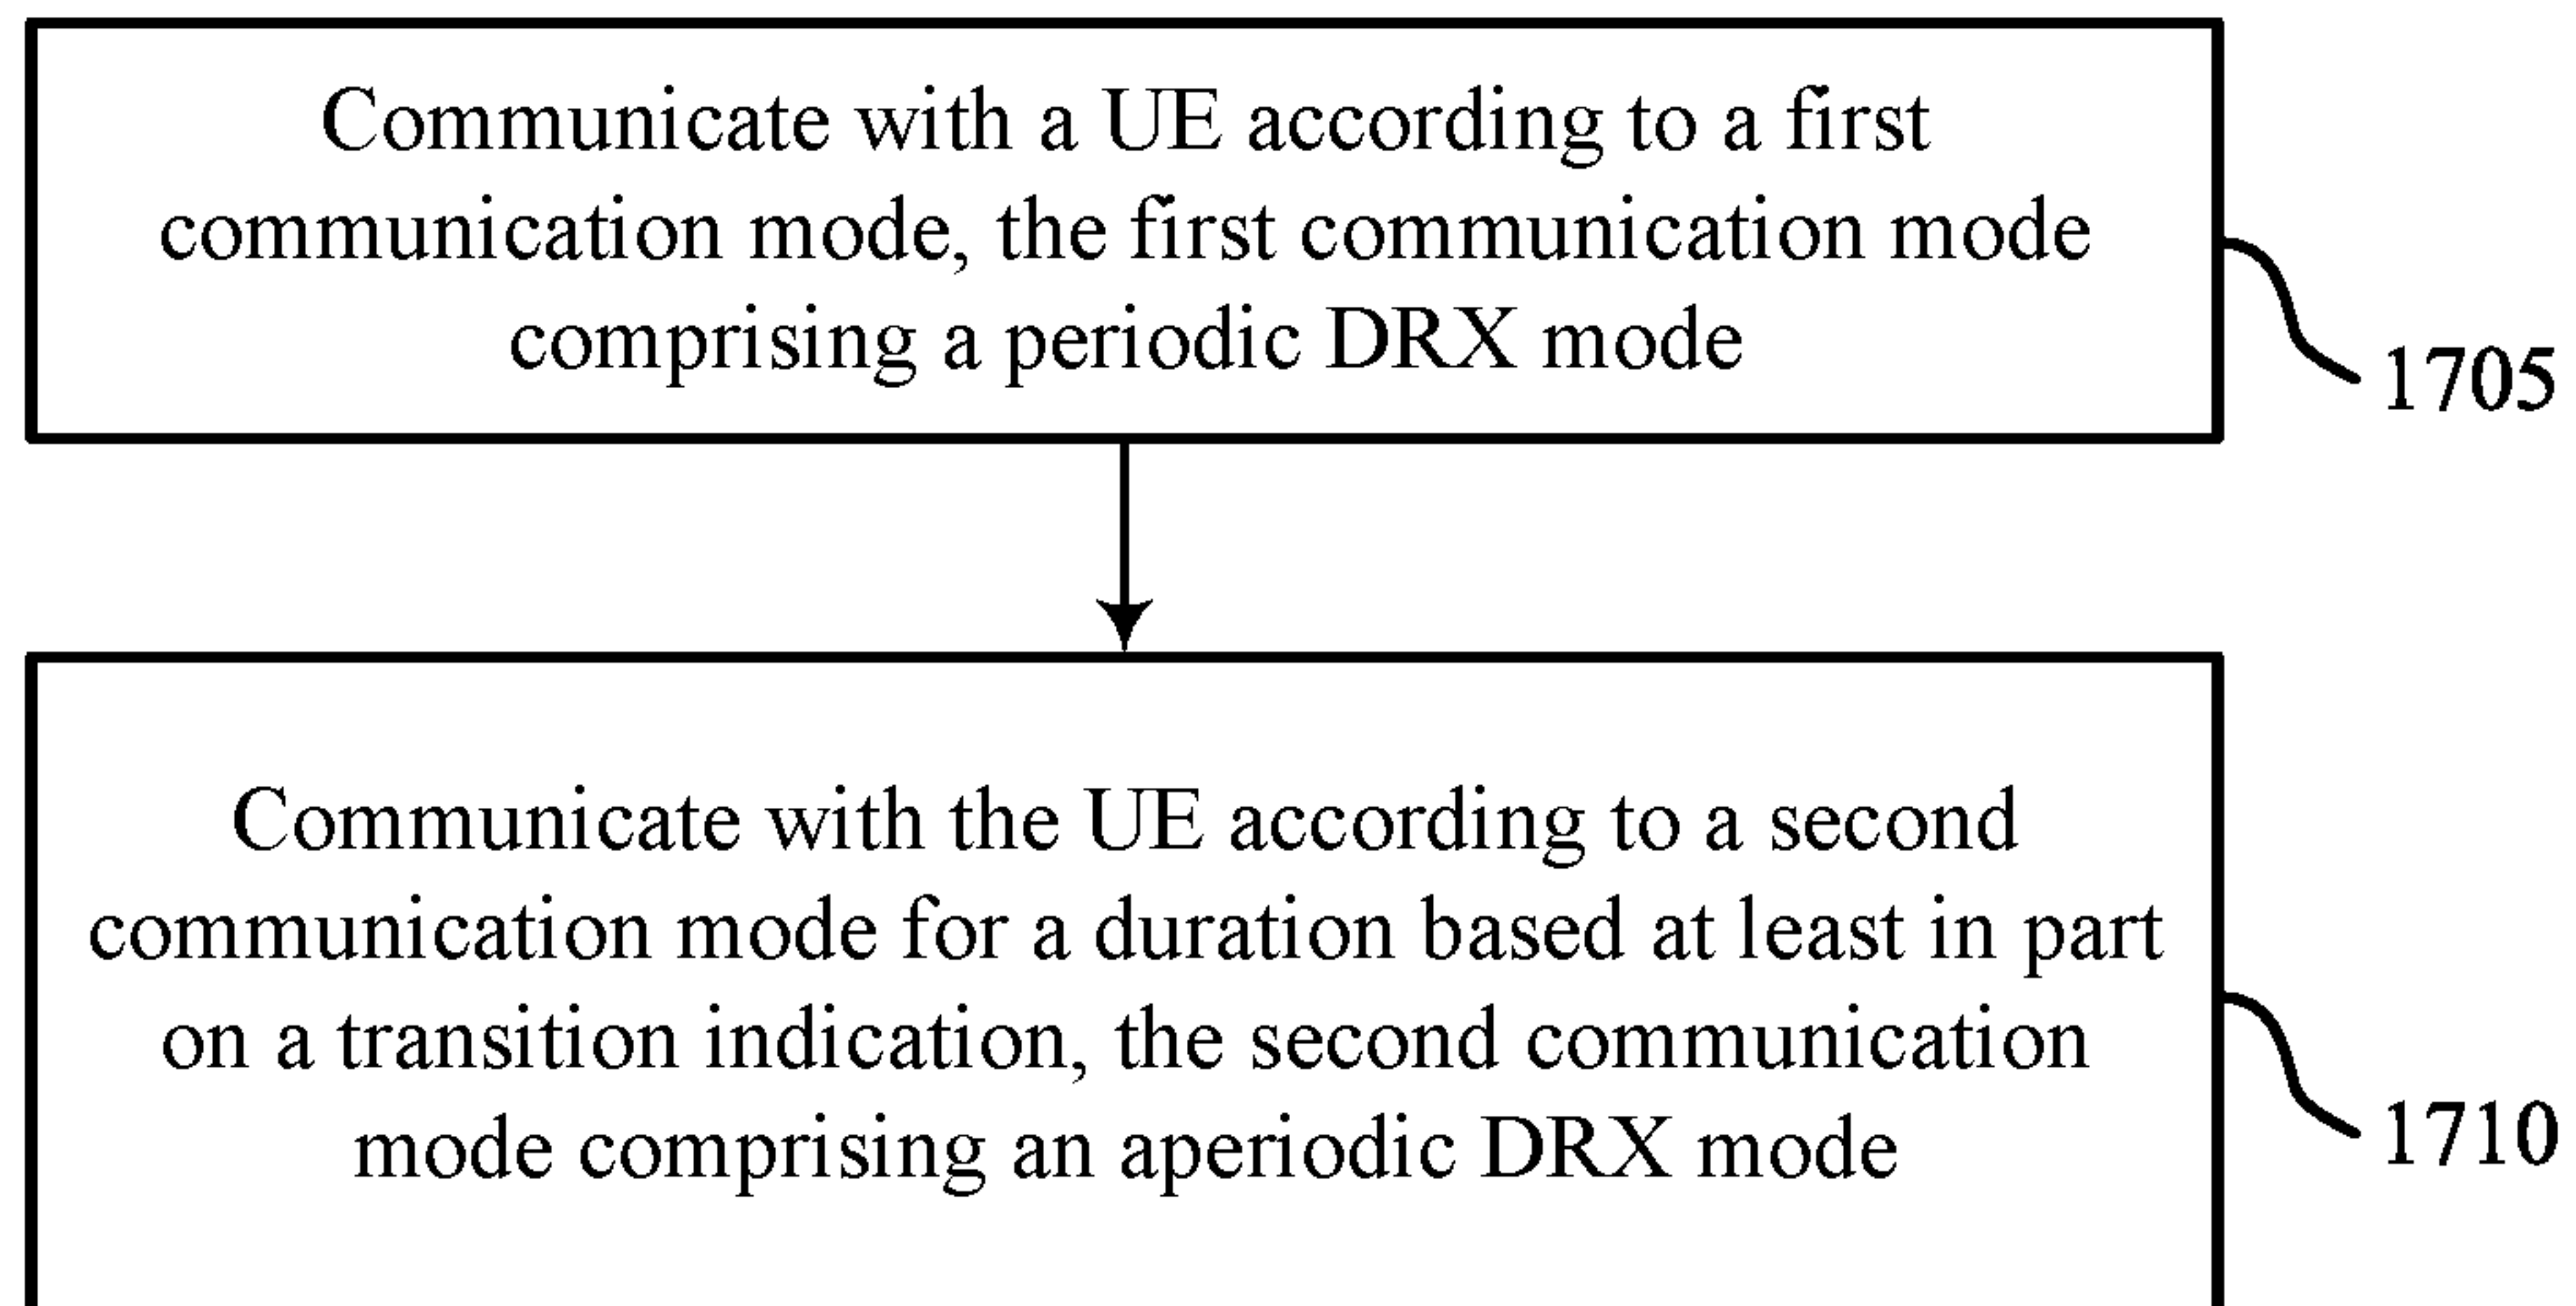 Communicate with a UE according to a first
communication mode, the first communication mode
comprising a periodic DRX mode
1705
Communicate with the UE according to a second
communication mode for a duration based at least in part
on a transition indication, the second communication
mode comprising an aperiodic DRX mode
1710